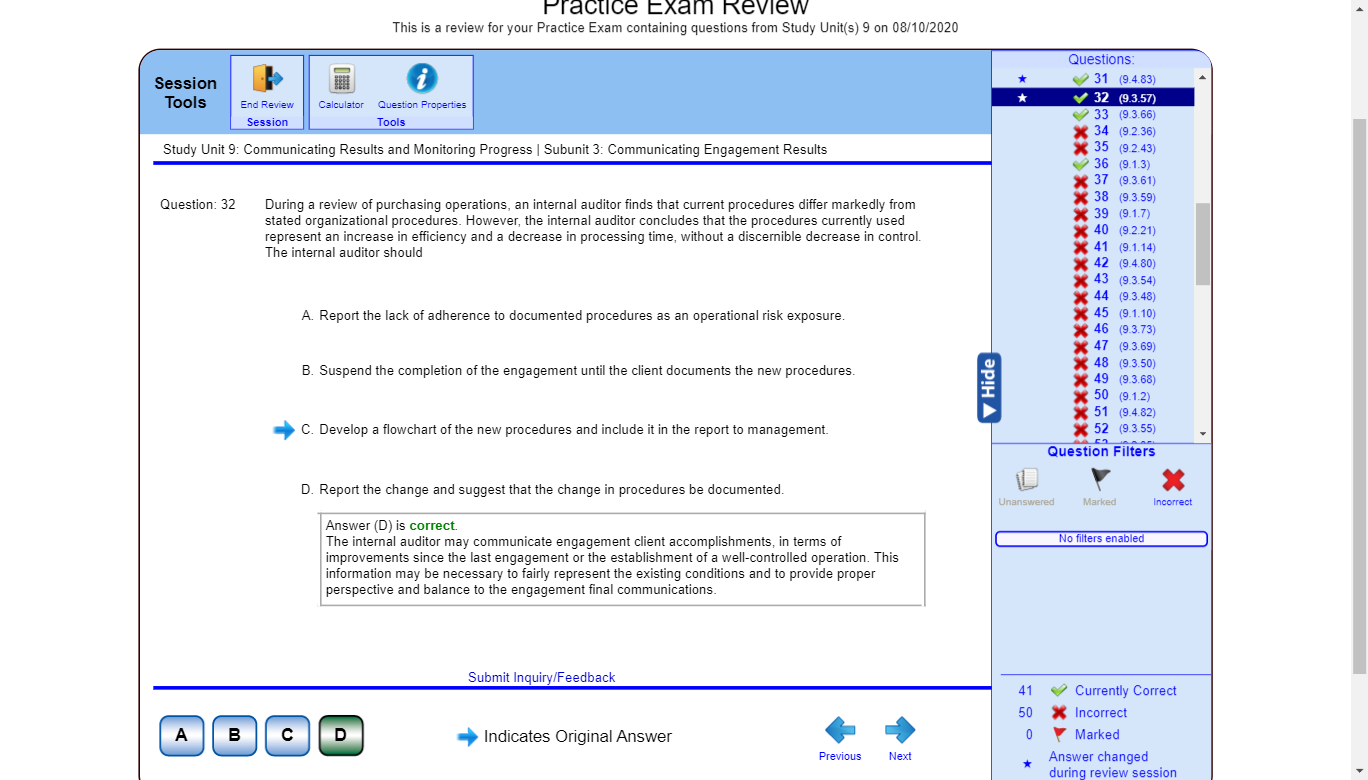 Practice Exam Review
This is a review for your Practice Exam containing questions from Study Unit(s) 9 on 08/10/2020
Session
Tools
End Review
Session
Calculator
Question Properties
Tools
Study Unit 9: Communicating Results and Monitoring Progress | Subunit 3: Communicating Engagement Results
Question: 32
During a review of purchasing operations, an internal auditor finds that current procedures differ markedly from
stated organizational procedures. However, the internal auditor concludes that the procedures currently used
represent an increase in efficiency and a decrease in processing time, without a discernible decrease in control.
The internal auditor should
A. Report the lack of adherence to documented procedures as an operational risk exposure.
B. Suspend the completion of the engagement until the client documents the new procedures.
C. Develop a flowchart of the new procedures and include it in the report to management.
D. Report the change and suggest that the change in procedures be documented.
Answer (D) is correct.
The internal auditor may communicate engagement client accomplishments, in terms of
improvements since the last engagement or the establishment of a well-controlled operation. This
information may be necessary to fairly represent the existing conditions and to provide proper
perspective and balance to the engagement final communications.
Submit Inquiry/Feedback
A B C D
Indicates Original Answer
Previous
Next
Questions:
31 (9.4.83)
32 (9.3.57)
33 (9.3.66)
34 (9.2.36)
35 (9.2.43)
36 (9.1.3)
37 (9.3.61)
38 (9.3.59)
39 (9.1.7)
40 (9.2.21)
41 (9.1.14)
42 (9.4.80)
43 (9.3.54)
44 (9.3.48)
45 (9.1.10)
46 (9.3.73)
47 (9.3.69)
48 (9.3.50)
49 (9.3.68)
50 (9.1.2)
51 (9.4.82)
52 (9.3.55)
Hide
Question Filters
Unanswered
Marked
Incorrect
No filters enabled
41 Currently Correct
50 Incorrect
0 Marked
Answer changed
during review session